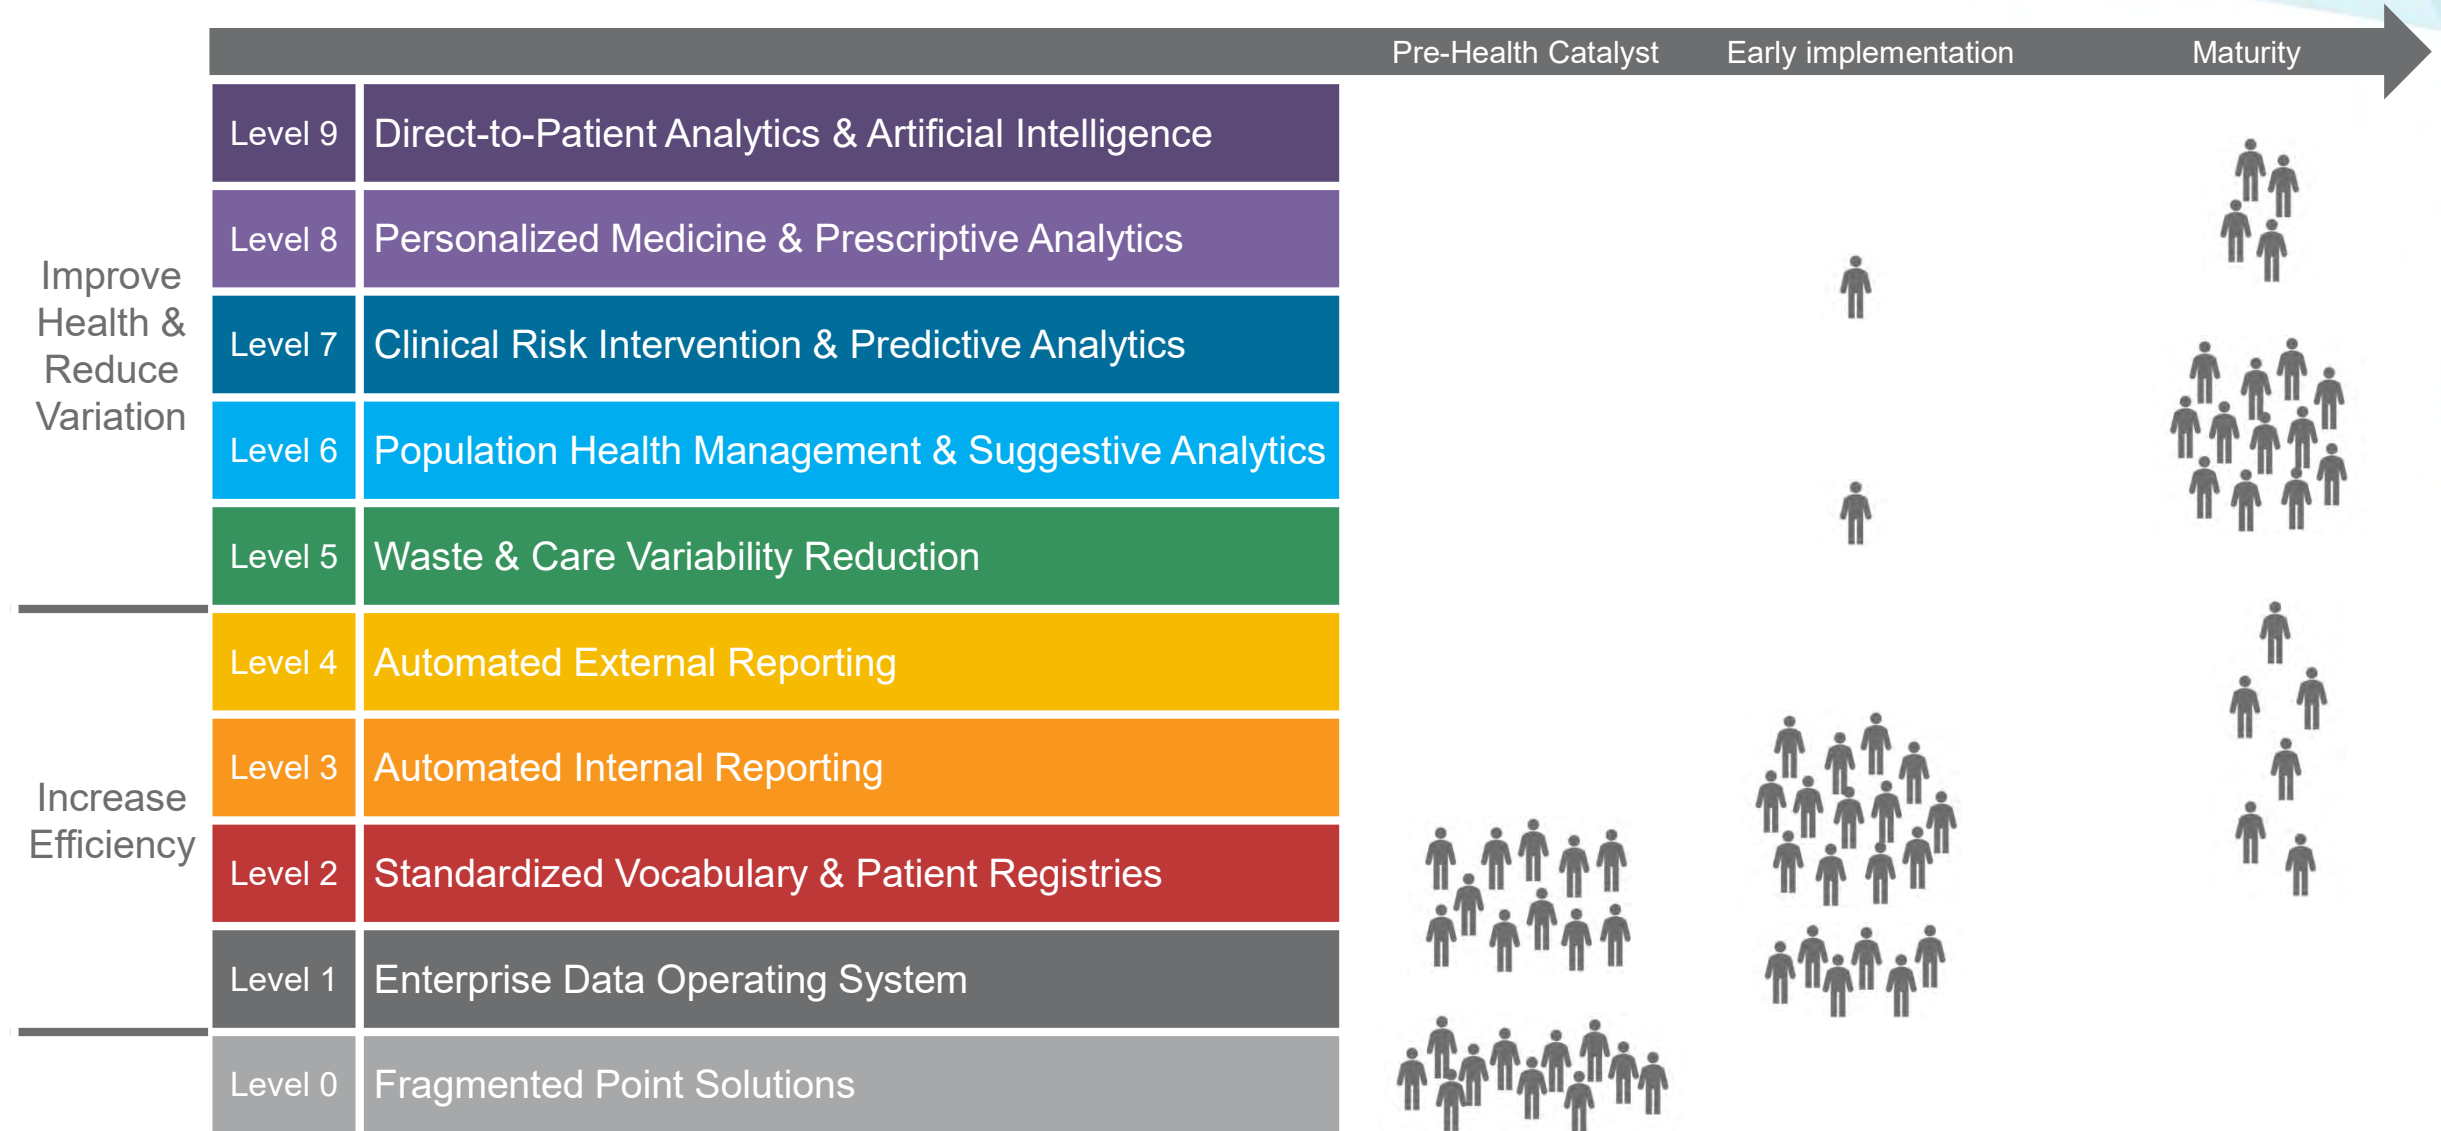 Pre-Health Catalyst
Early implementation
Maturity
Improve
Health &
Reduce
Variation
Level 9
Direct-to-Patient Analytics & Artificial Intelligence
Level 8
Personalized Medicine & Prescriptive Analytics
Level 7
Clinical Risk Intervention & Predictive Analytics
Level 6
Population Health Management & Suggestive Analytics
Level 5
Waste & Care Variability Reduction
Increase
Efficiency
Level 4
Automated External Reporting
Level 3
Automated Internal Reporting
Level 2
Standardized Vocabulary & Patient Registries
Level 1
Enterprise Data Operating System
Level 0
Fragmented Point Solutions